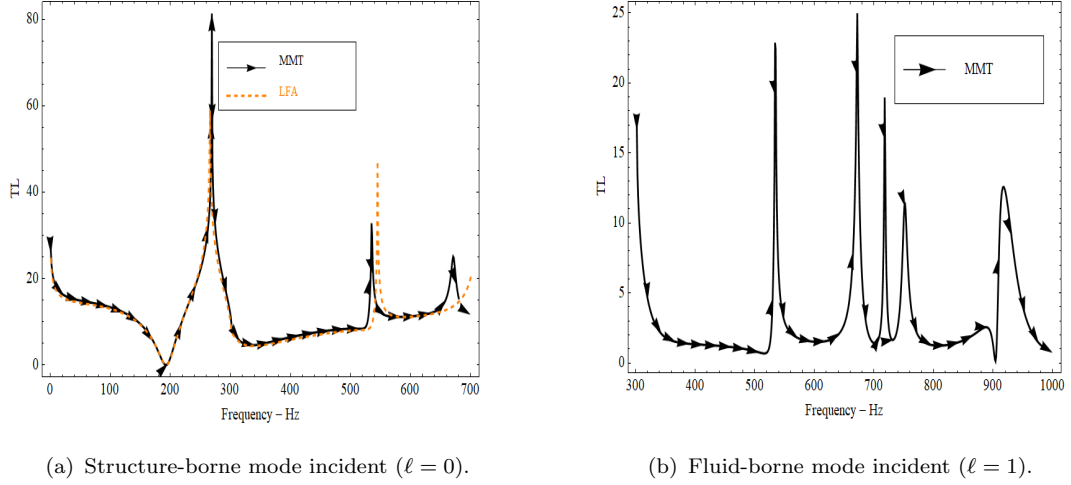 80
60
40
20
0
TL
MMT
LFA
0 100 200 300 400 500 600 700
Frequency – Hz
(a) Structure-borne mode incident (ℓ = 0).
25
20
15
10
5
0
TL
MMT
300 400 500 600 700 800 900 1000
Frequency – Hz
(b) Fluid-borne mode incident (ℓ = 1).